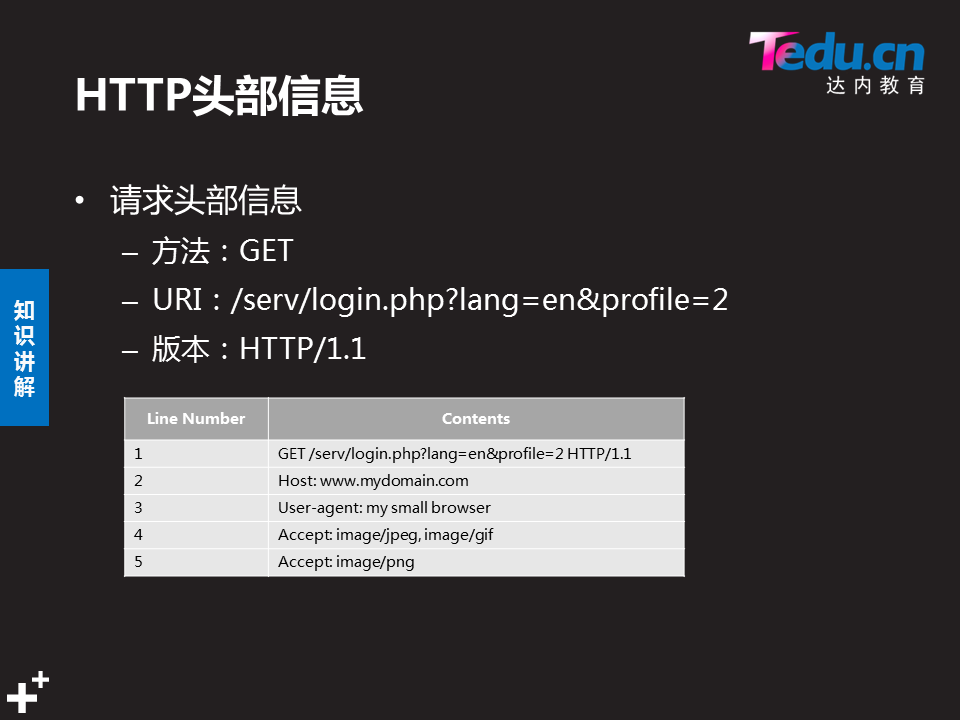 Tedu.cn
达内教育
HTTP头部信息
• 请求头部信息
– 方法：GET
– URI：/serv/login.php?lang=en&profile=2
– 版本：HTTP/1.1
知识讲解
Line Number Contents
1 GET /serv/login.php?lang=en&profile=2 HTTP/1.1
2 Host: www.mydomain.com
3 User-agent: my small browser
4 Accept: image/jpeg, image/gif
5 Accept: image/png